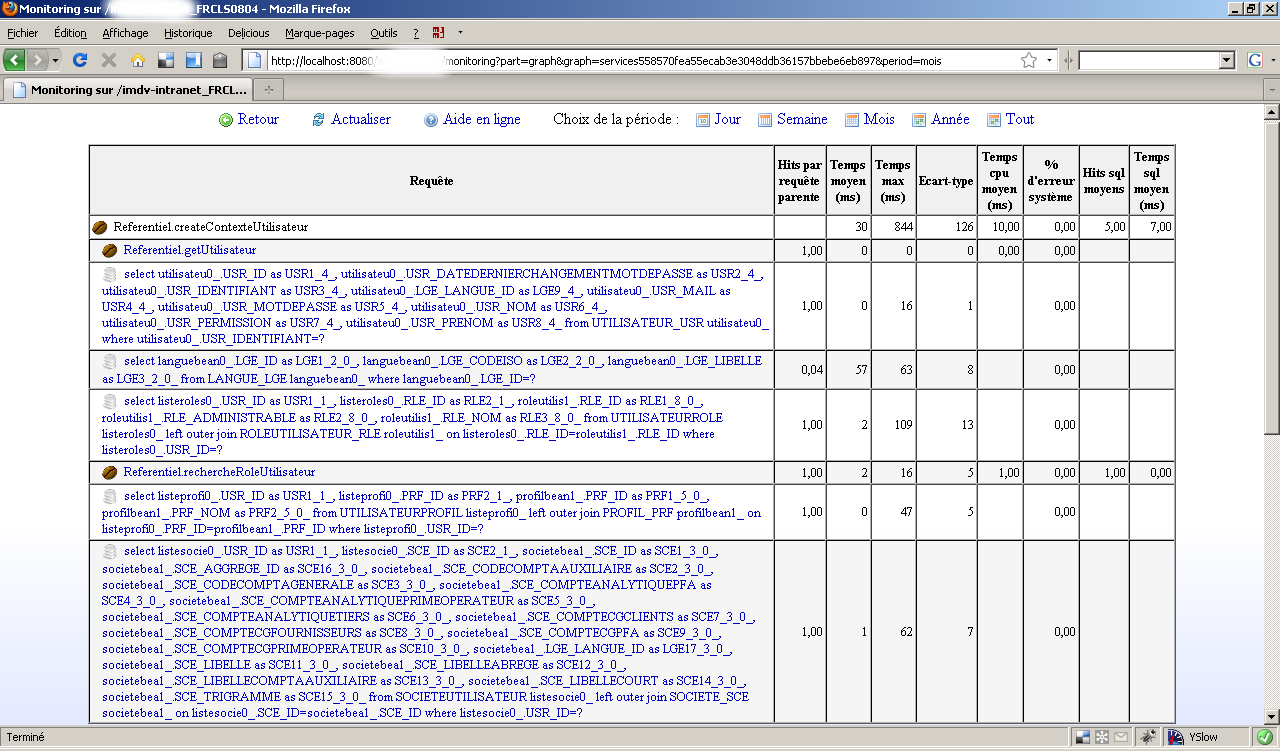 Monitoring sur /im _FRCLS0804 - Mozilla Firefox
Fichier Édition Affichage Historique Delicious Marque-pages Outils ?
http://localhost:8080/ /monitoring?part=graph&graph=services558570fea55ecab3e3048ddb36157bbebe6eb897&period=mois
G
Monitoring sur /imdv-intranet_FRCL...
Retour Actualiser Aide en ligne Choix de la période : Jour Semaine Mois Année Tout
Requête Hits par requête parente Temps moyen (ms) Temps max (ms) Ecart-type Temps cpu moyen (ms) % d'erreur système Hits sql moyens Temps sql moyen (ms)
Referentiel.createContexteUtilisateur 30 844 126 10,00 0,00 5,00 7,00
Referentiel.getUtilisateur 1,00 0 0 0 0,00 0,00
select utilisateu0_.USR_ID as USR1_4_, utilisateu0_.USR_DATEDERNIERCHANGEMENTMOTDEPASSE as USR2_4_,
utilisateu0_.USR_IDENTIFIANT as USR3_4_, utilisateu0_.LGE_LANGUE_ID as LGE9_4_, utilisateu0_.USR_MAIL as
USR4_4_, utilisateu0_.USR_MOTDEPASSE as USR5_4_, utilisateu0_.USR_NOM as USR6_4_,
utilisateu0_.USR_PERMISSION as USR7_4_, utilisateu0_.USR_PRENOM as USR8_4_ from UTILISATEUR_USR utilisateu0_
where utilisateu0_.USR_IDENTIFIANT=?
1,00 0 16 1 0,00
select languebean0_.LGE_ID as LGE1_2_0_, languebean0_.LGE_CODEISO as LGE2_2_0_, languebean0_.LGE_LIBELLE
as LGE3_2_0_ from LANGUE_LGE languebean0_ where languebean0_.LGE_ID=?
0,04 57 63 8 0,00
select listeroles0_.USR_ID as USR1_1_, listeroles0_.RLE_ID as RLE2_1_, roleutilis1_.RLE_ID as RLE1_8_0_,
roleutilis1_.RLE_ADMINISTRABLE as RLE2_8_0_, roleutilis1_.RLE_NOM as RLE3_8_0_ from UTILISATEURROLE
listeroles0_ left outer join ROLEUTILISATEUR_RLE roleutilis1_ on listeroles0_.RLE_ID=roleutilis1_.RLE_ID where
listeroles0_.USR_ID=?
1,00 2 109 13 0,00
Referentiel.rechercheRoleUtilisateur 1,00 2 16 5 1,00 0,00 1,00 0,00
select listeprofi0_.USR_ID as USR1_1_, listeprofi0_.PRF_ID as PRF2_1_, profilbean1_.PRF_ID as PRF1_5_0_,
profilbean1_.PRF_NOM as PRF2_5_0_ from UTILISATEURPROFIL listeprofi0_ left outer join PROFIL_PRF profilbean1_ on
listeprofi0_.PRF_ID=profilbean1_.PRF_ID where listeprofi0_.USR_ID=?
1,00 0 47 5 0,00
select listesocie0_.USR_ID as USR1_1_, listesocie0_.SCE_ID as SCE2_1_, societebea1_.SCE_ID as SCE1_3_0_,
societebea1_.SCE_AGGREGE_ID as SCE16_3_0_, societebea1_.SCE_CODECOMPTAAUXILIAIRE as SCE2_3_0_,
societebea1_.SCE_CODECOMPTAGENERALE as SCE3_3_0_, societebea1_.SCE_COMPTEANALYTIQUEPFA as
SCE4_3_0_, societebea1_.SCE_COMPTEANALYTIQUEPRIMEOPERATEUR as SCE5_3_0_,
societebea1_.SCE_COMPTEANALYTIQUETIERS as SCE6_3_0_, societebea1_.SCE_COMPTECGCLIENTS as SCE7_3_0_,
societebea1_.SCE_COMPTECGFOURNISSEURS as SCE8_3_0_, societebea1_.SCE_COMPTECGPFA as SCE9_3_0_,
societebea1_.SCE_COMPTECGPRIMEOPERATEUR as SCE10_3_0_, societebea1_.LGE_LANGUE_ID as LGE17_3_0_,
societebea1_.SCE_LIBELLE as SCE11_3_0_, societebea1_.SCE_LIBELLEABREGE as SCE12_3_0_,
societebea1_.SCE_LIBELLECOMPTAAUXILIAIRE as SCE13_3_0_, societebea1_.SCE_LIBELLECOURT as SCE14_3_0_,
societebea1_.SCE_TRIGRAMME as SCE15_3_0_ from SOCIETEUTILISATEUR listesocie0_ left outer join SOCIETE_SCE
societebea1_ on listesocie0_.SCE_ID=societebea1_.SCE_ID where listesocie0_.USR_ID=?
1,00 1 62 7 0,00
Terminé YSlow